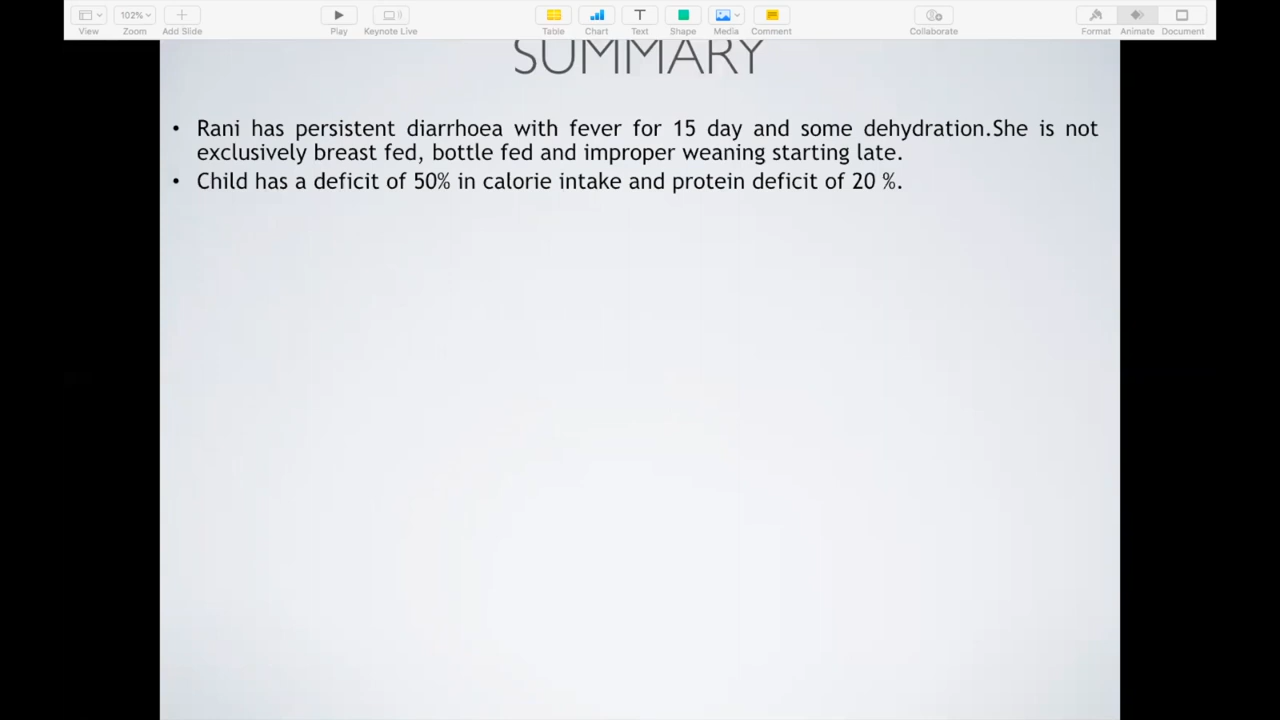 102%
View Zoom Add Slide Play Keynote Live Table Chart Text Shape Media Comment Collaborate Format Animate Document
SUMMARY
• Rani has persistent diarrhoea with fever for 15 day and some dehydration.She is not
exclusively breast fed, bottle fed and improper weaning starting late.
• Child has a deficit of 50% in calorie intake and protein deficit of 20 %.